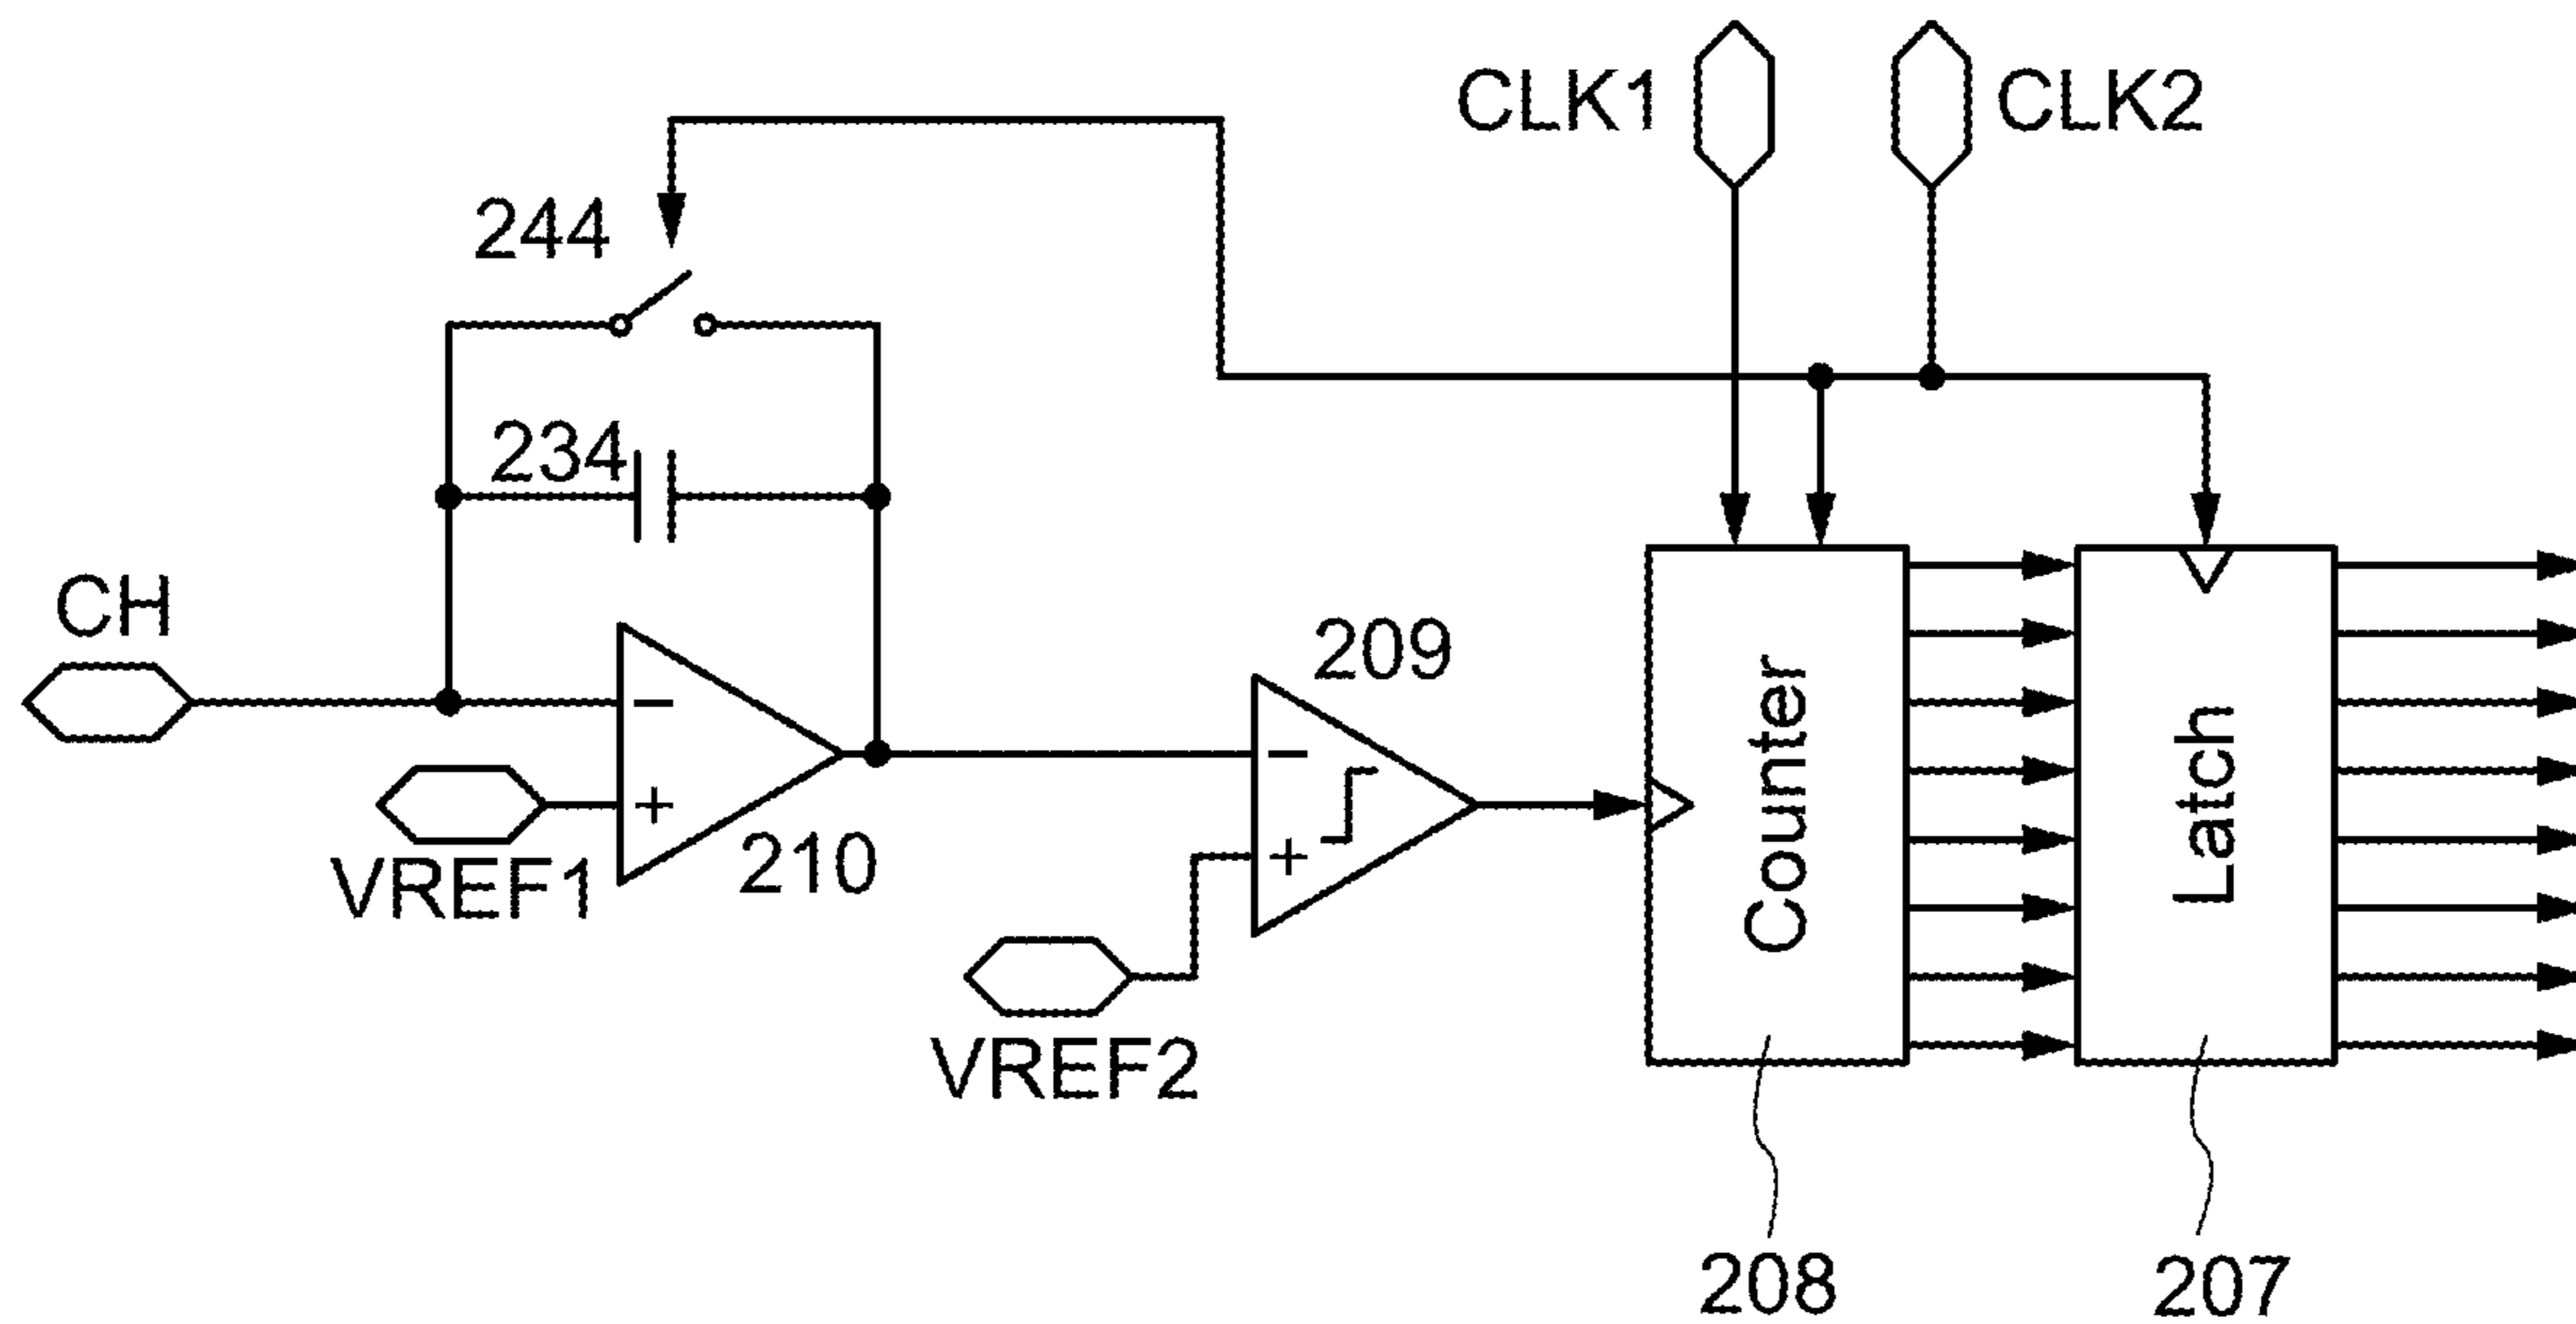 CLK1
CLK2
244
234
CH
−
+
VREF1
210
209
−
+
VREF2
Counter
Latch
208
207